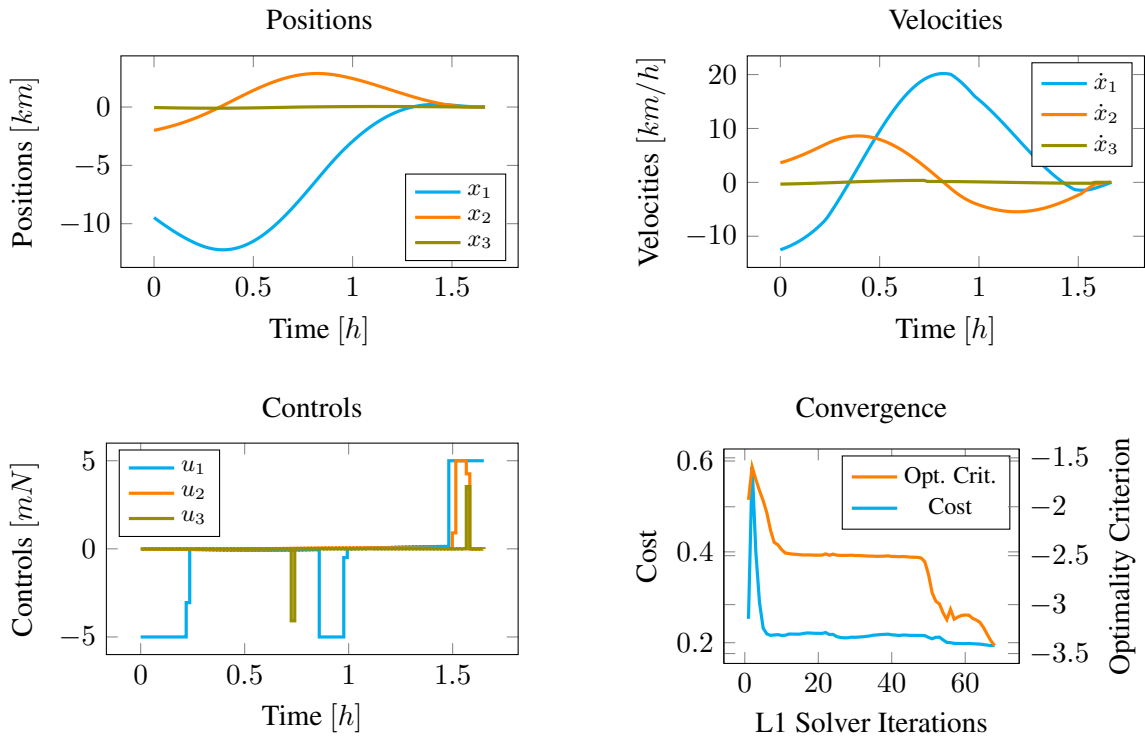 Positions
Positions [km]
0
−5
−10
x1
x2
x3
0
0.5
1
1.5
Time [h]
Velocities
Velocities [km/h]
20
10
0
−10
ẋ1
ẋ2
ẋ3
0
0.5
1
1.5
Time [h]
Controls
Controls [mN]
5
0
−5
u1
u2
u3
0
0.5
1
1.5
Time [h]
Convergence
Cost
0.6
0.4
0.2
Opt. Crit.
Cost
−1.5
−2
−2.5
−3
−3.5
Optimality Criterion
0
20
40
60
L1 Solver Iterations